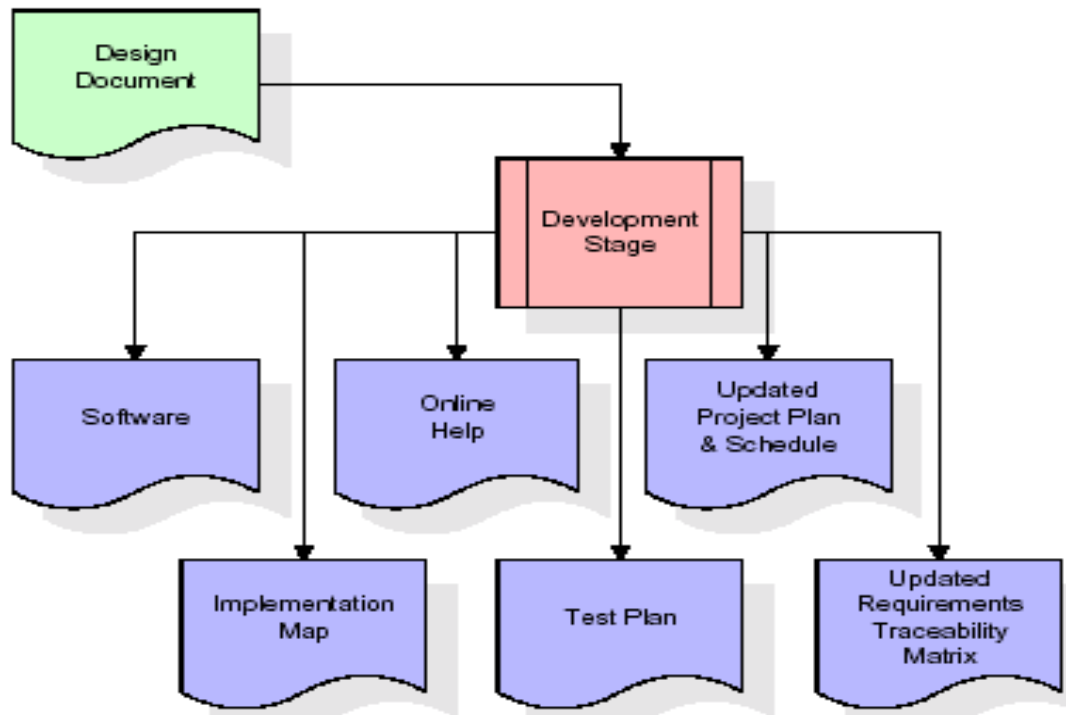 Design
Document
Development
Stage
Software
Online
Help
Updated
Project Plan
& Schedule
Implementation
Map
Test Plan
Updated
Requirements
Traceability
Matrix